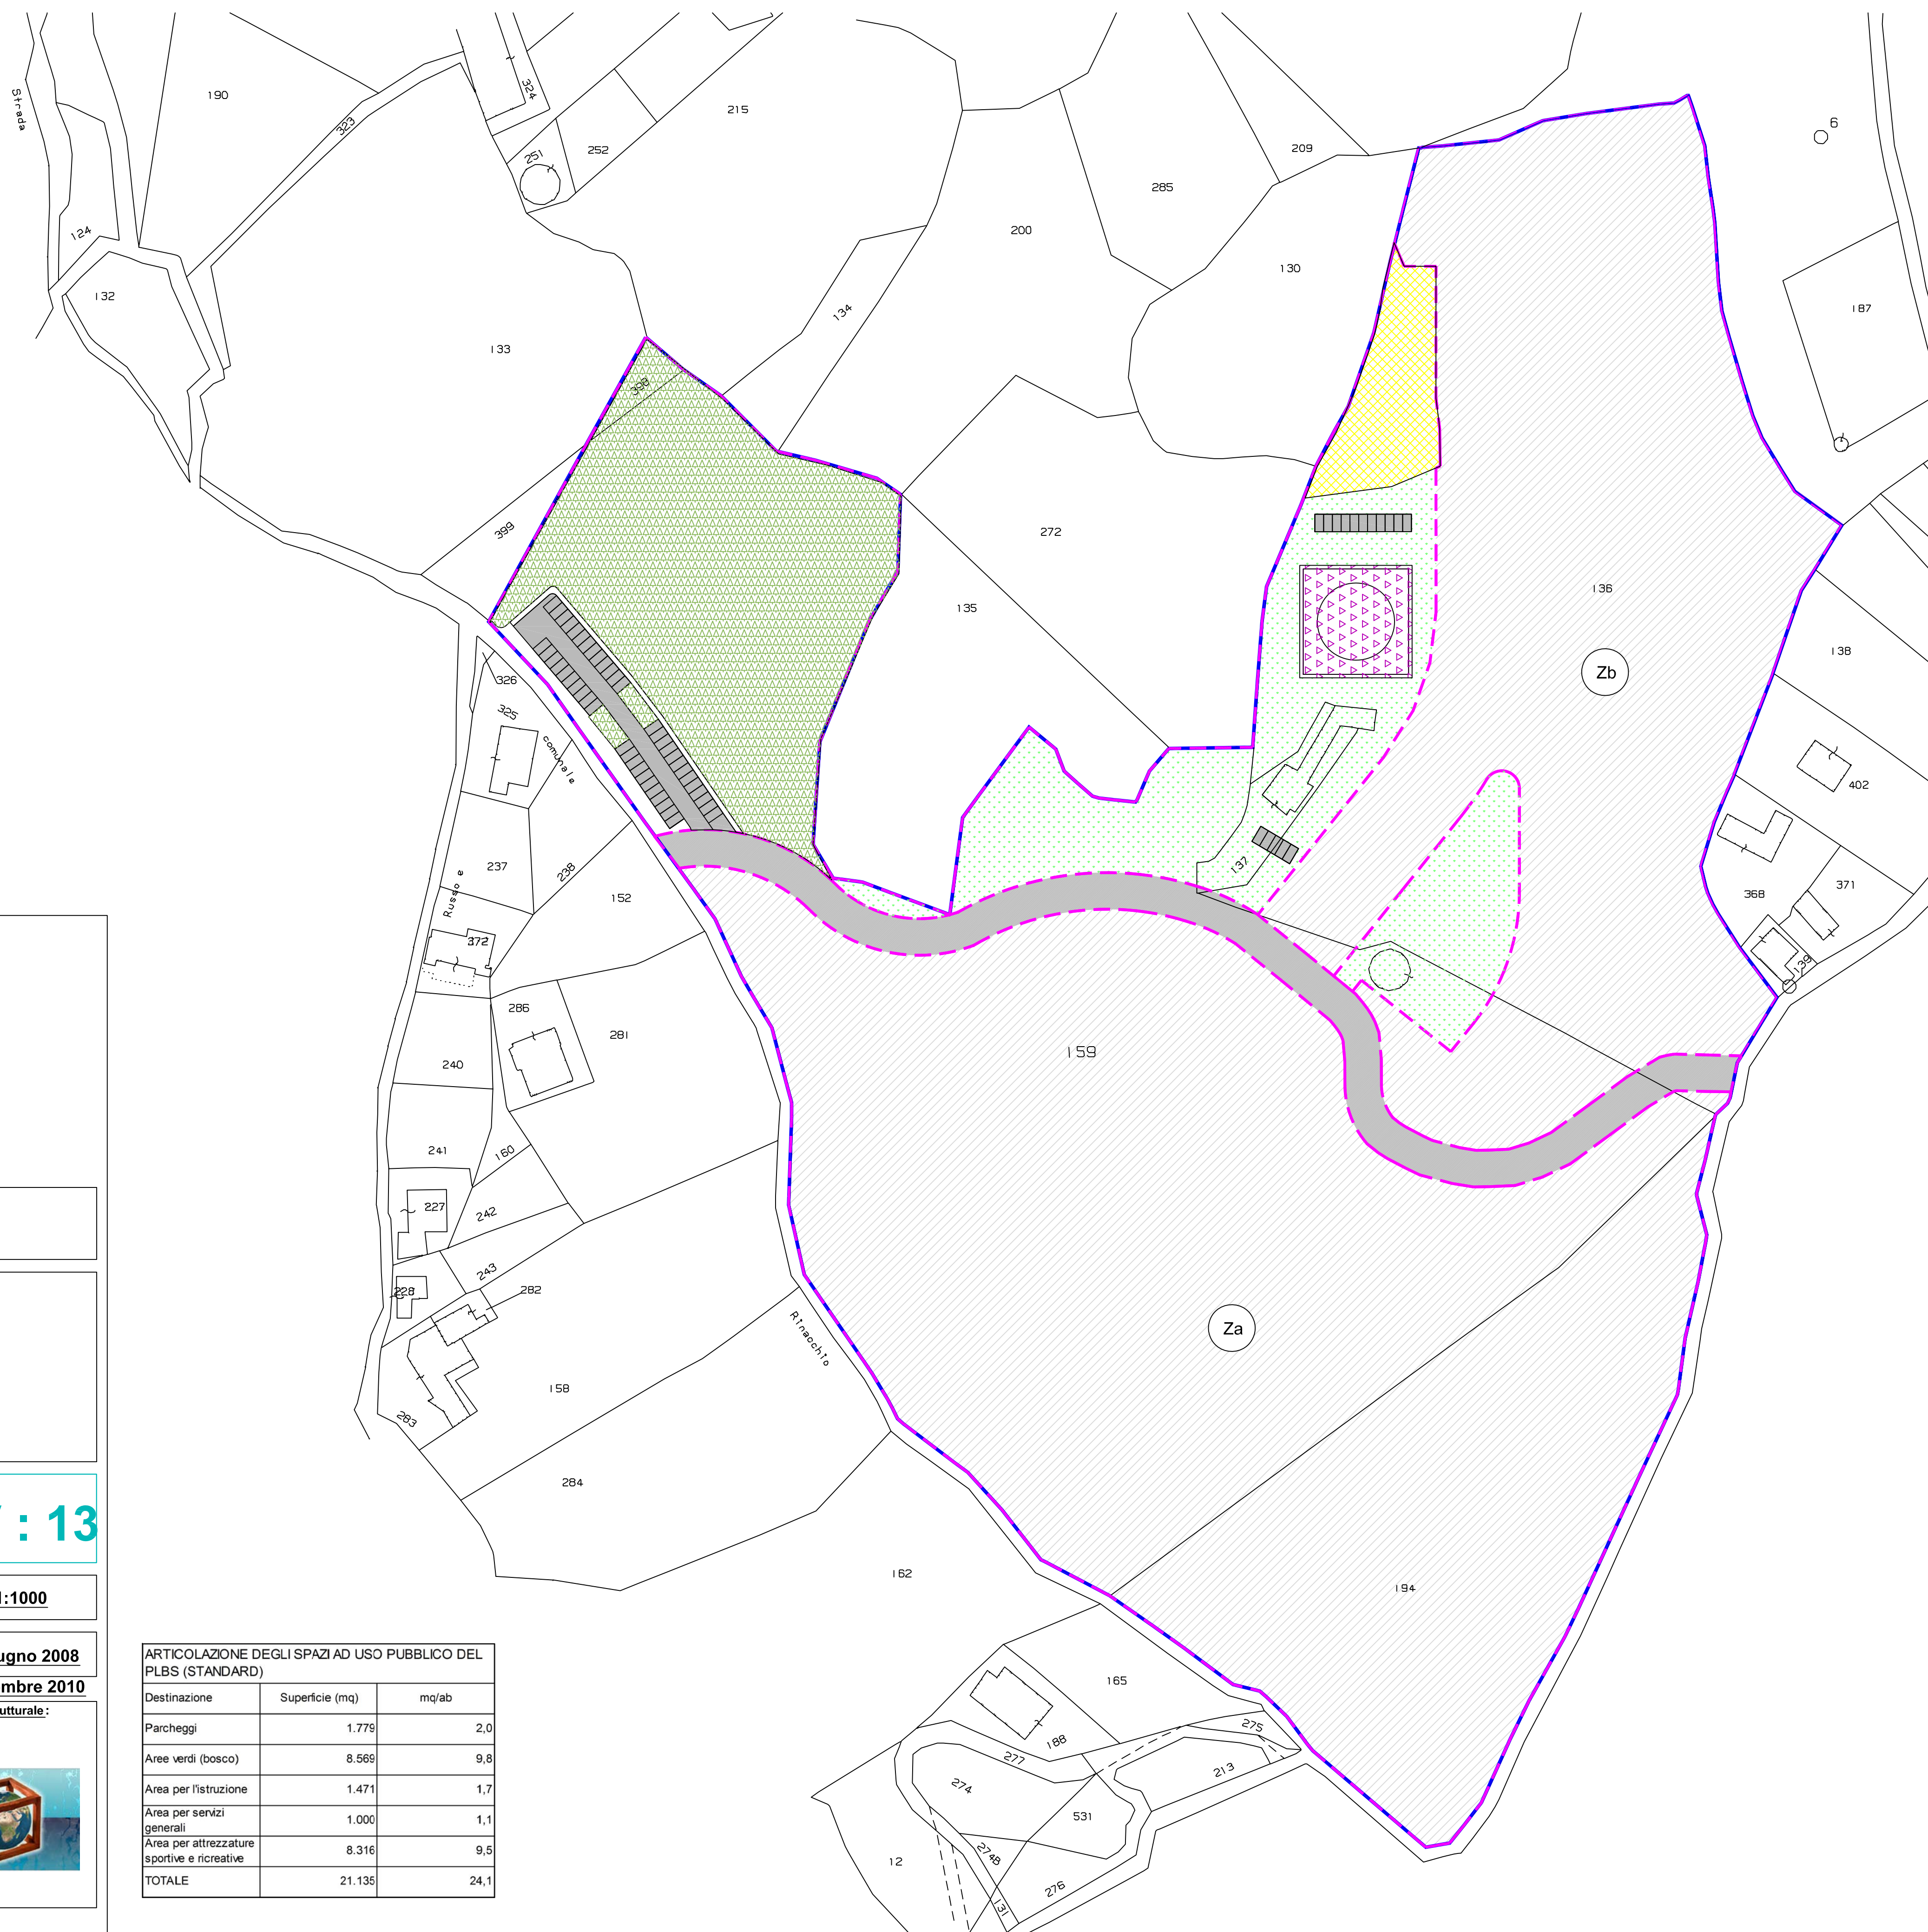 Strada
190
323
324
251
252
215
209
285
200
6
124
132
133
134
130
187
398
399
272
135
136
Zb
138
326
325
comunale
402
237
238
152
137
368
371
139
Russo e
372
286
281
159
240
241
160
227
242
243
228
282
Rinacchio
Za
158
283
284
162
194
: 13
1:1000
ugno 2008
mbre 2010
utturale :
ARTICOLAZIONE DEGLI SPAZI AD USO PUBBLICO DEL
PLBS (STANDARD)
Destinazione Superficie (mq) mq/ab
Parcheggi 1.779 2,0
Aree verdi (bosco) 8.569 9,8
Area per l'istruzione 1.471 1,7
Area per servizi
generali 1.000 1,1
Area per attrezzature
sportive e ricreative 8.316 9,5
TOTALE 21.135 24,1
165
188
275
277
213
274
531
274B
12
276
131